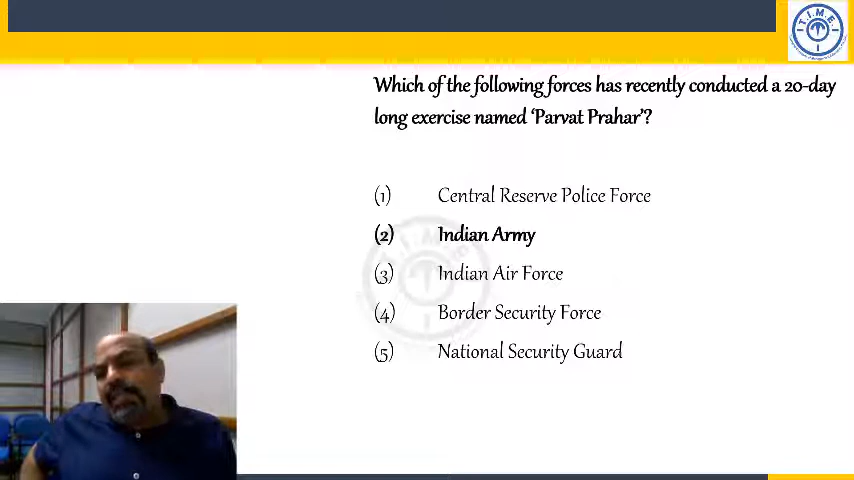 T.I.M.E.
Which of the following forces has recently conducted a 20-day
long exercise named ‘Parvat Prahar’?
(1) Central Reserve Police Force
(2) Indian Army
(3) Indian Air Force
(4) Border Security Force
(5) National Security Guard